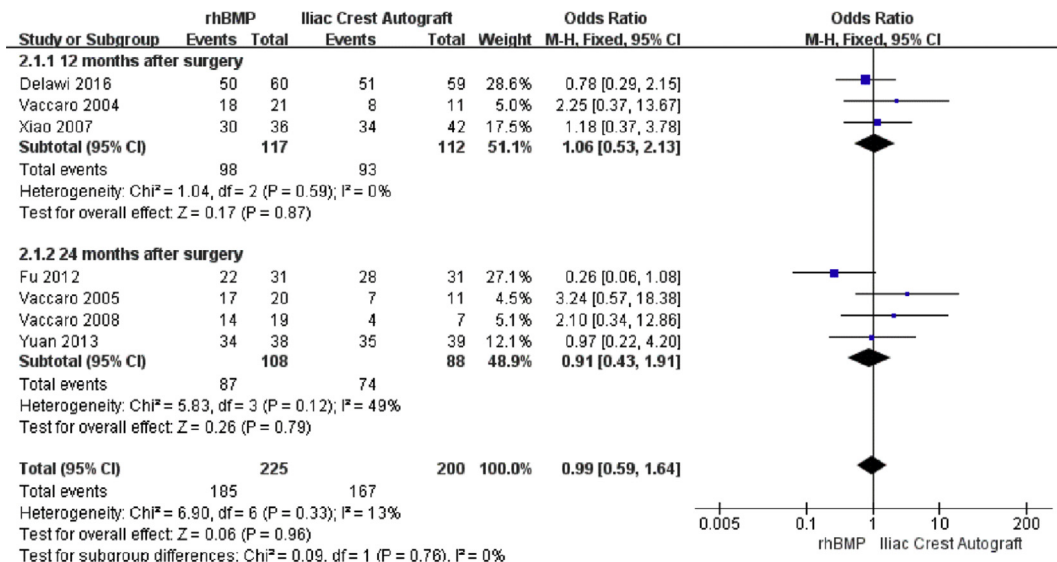 rhBMP Iliac Crest Autograft Odds Ratio Odds Ratio
Study or Subgroup Events Total Events Total Weight M-H, Fixed, 95% CI M-H, Fixed, 95% CI
2.1.1 12 months after surgery
Delawi 2016 50 60 51 59 28.6% 0.78 [0.29, 2.15]
Vaccaro 2004 18 21 8 11 5.0% 2.25 [0.37, 13.67]
Xiao 2007 30 36 34 42 17.5% 1.18 [0.37, 3.78]
Subtotal (95% CI) 117 112 51.1% 1.06 [0.53, 2.13]
Total events 98 93
Heterogeneity: Chi² = 1.04, df = 2 (P = 0.59); I² = 0%
Test for overall effect: Z = 0.17 (P = 0.87)
2.1.2 24 months after surgery
Fu 2012 22 31 28 31 27.1% 0.26 [0.06, 1.08]
Vaccaro 2005 17 20 7 11 4.5% 3.24 [0.57, 18.38]
Vaccaro 2008 14 19 4 7 5.1% 2.10 [0.34, 12.86]
Yuan 2013 34 38 35 39 12.1% 0.97 [0.22, 4.20]
Subtotal (95% CI) 108 88 48.9% 0.91 [0.43, 1.91]
Total events 87 74
Heterogeneity: Chi² = 5.83, df = 3 (P = 0.12); I² = 49%
Test for overall effect: Z = 0.26 (P = 0.79)
Total (95% CI) 225 200 100.0% 0.99 [0.59, 1.64]
Total events 185 167
Heterogeneity: Chi² = 6.90, df = 6 (P = 0.33); I² = 13%
Test for overall effect: Z = 0.06 (P = 0.96)
Test for subgroup differences: Chi² = 0.09, df = 1 (P = 0.76), I² = 0%
0.005 0.1 1 10 200
rhBMP Iliac Crest Autograft